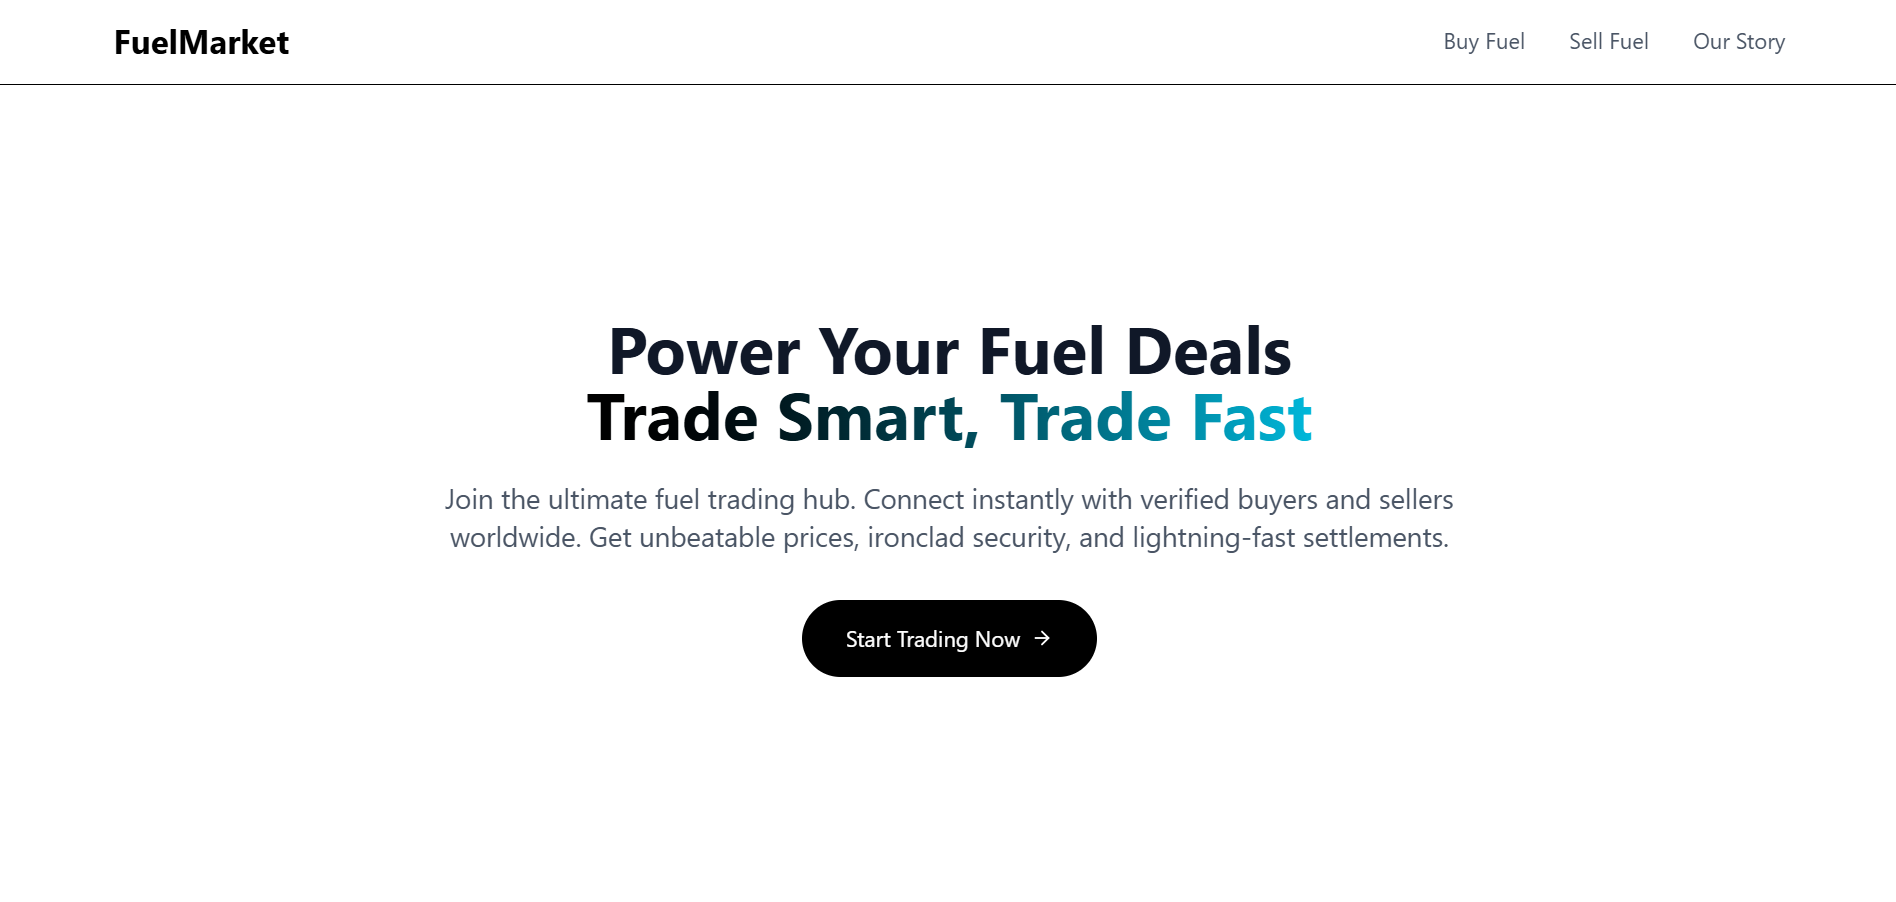 FuelMarket
Buy Fuel
Sell Fuel
Our Story
Power Your Fuel Deals
Trade Smart, Trade Fast
Join the ultimate fuel trading hub. Connect instantly with verified buyers and sellers
worldwide. Get unbeatable prices, ironclad security, and lightning-fast settlements.
Start Trading Now →